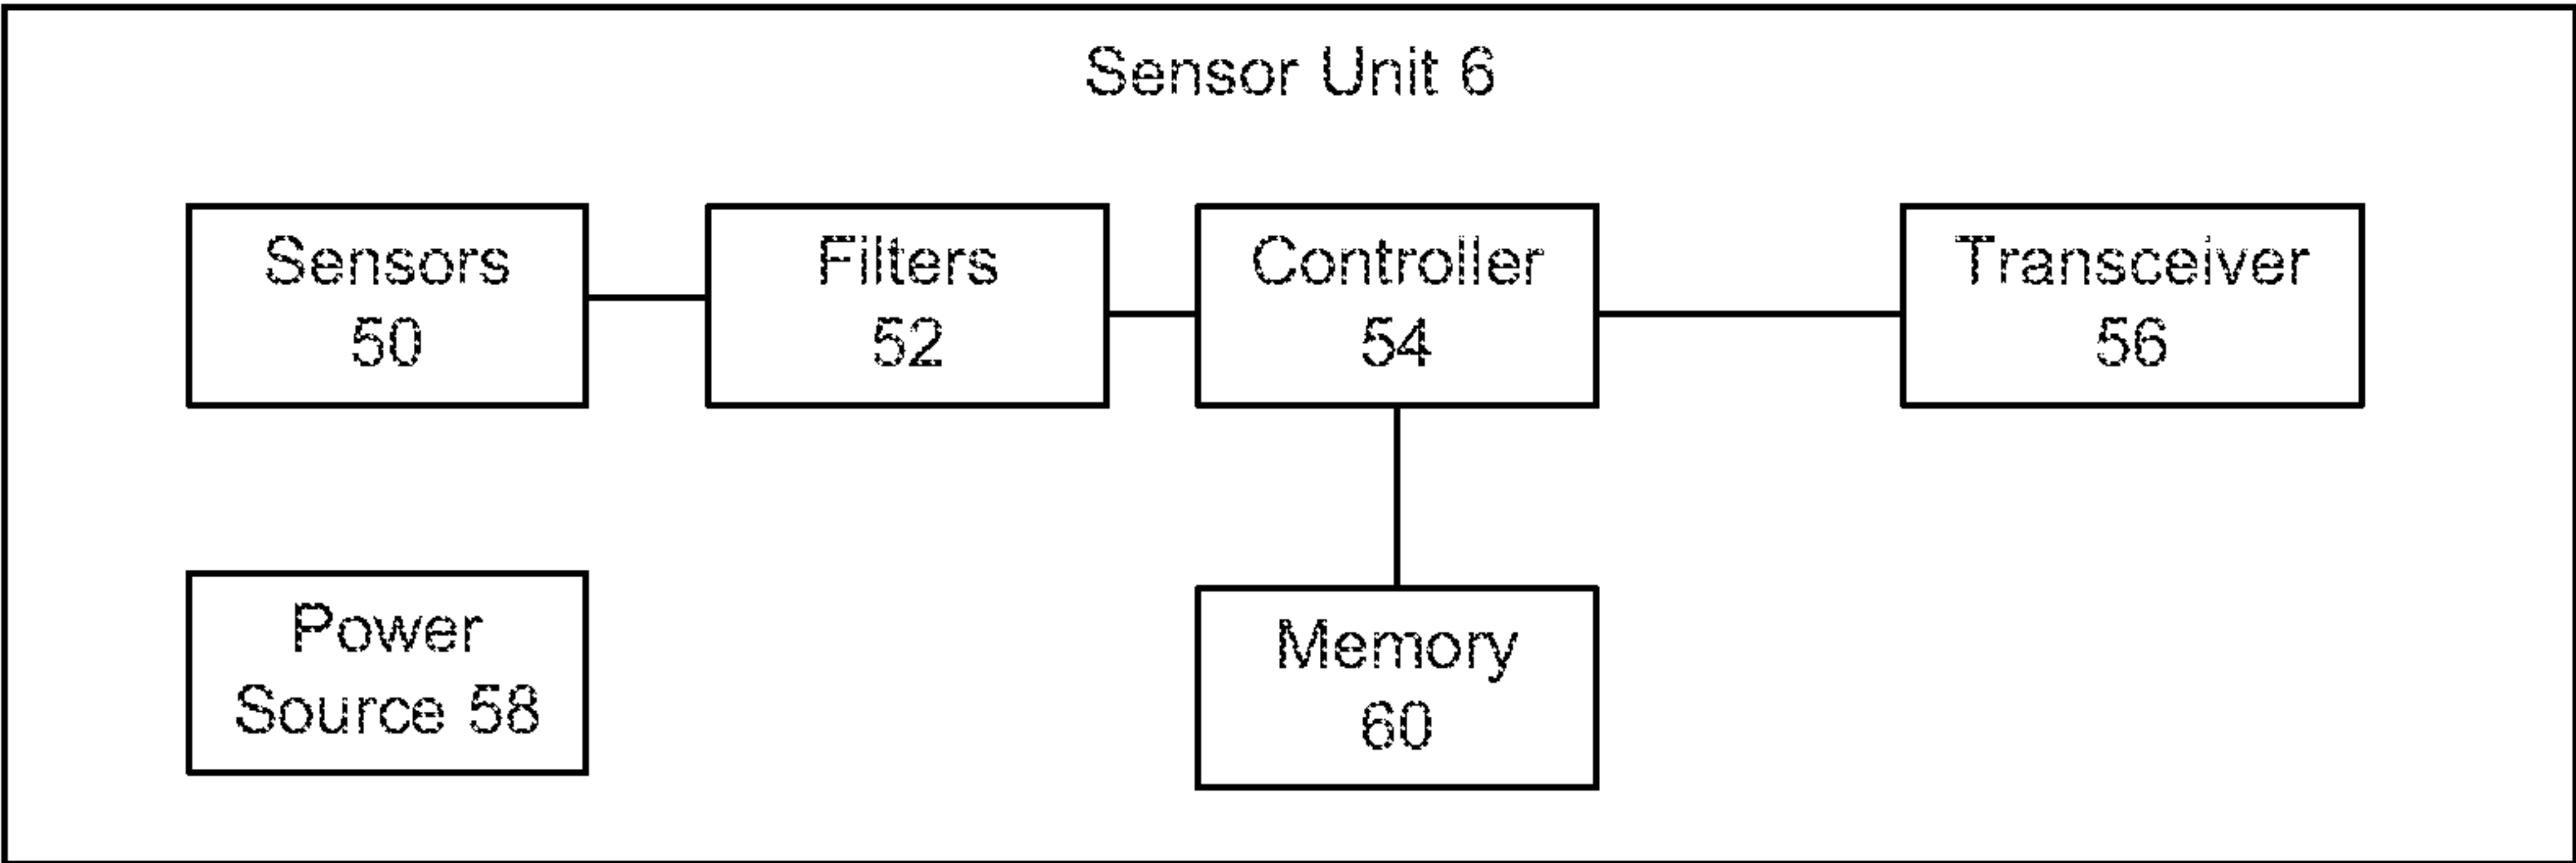 Sensor Unit 6
Sensors
50
Filters
52
Controller
54
Transceiver
56
Power
Source 58
Memory
60